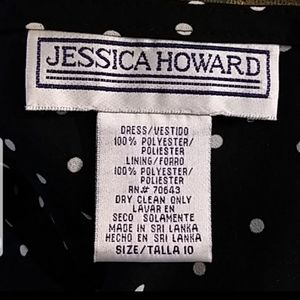 JESSICA HOWARD
DRESS/VESTIDO
100% POLYESTER/
POLIESTER
LINING/FORRO
100% POLYESTER/
POLIESTER
RN# 70643
DRY CLEAN ONLY
LAVAR EN
SECO SOLAMENTE
MADE IN SRI LANKA
HECHO EN SRI LANKA
SIZE/TALLA 10